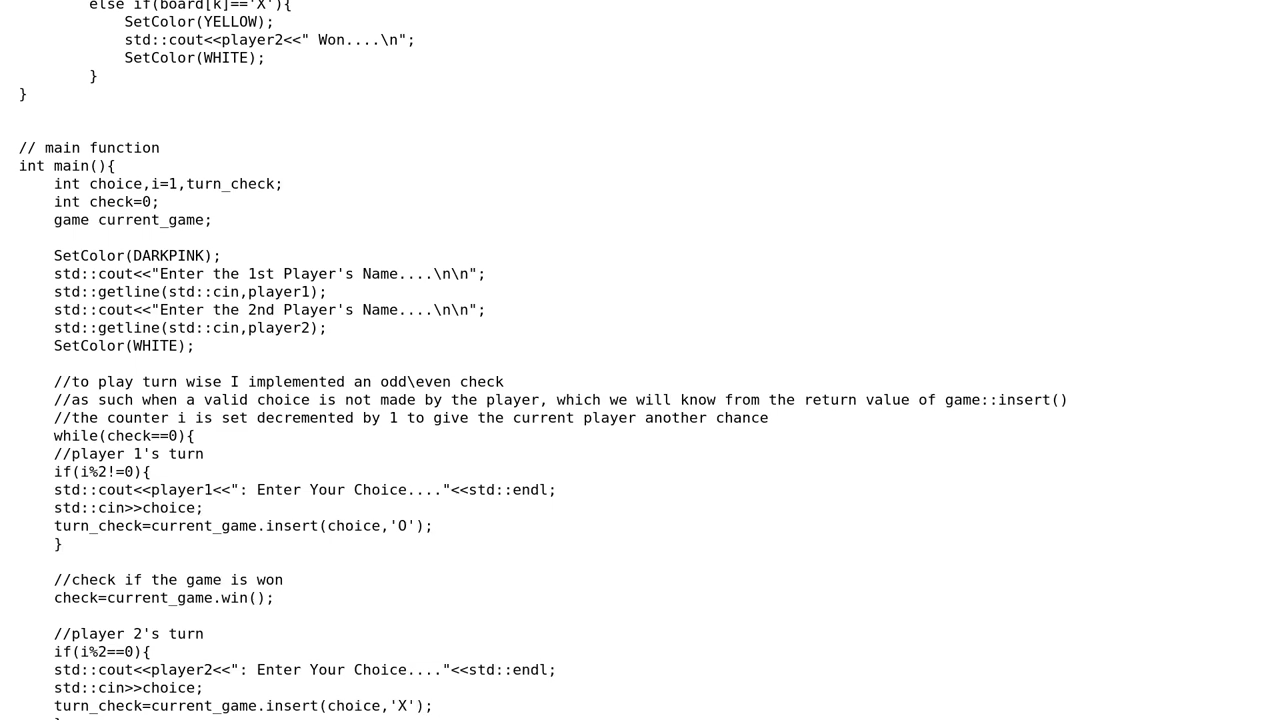 else if(board[k]=='X'){
            SetColor(YELLOW);
            std::cout<<player2<<" Won....\n";
            SetColor(WHITE);
        }
}


// main function
int main(){
    int choice,i=1,turn_check;
    int check=0;
    game current_game;

    SetColor(DARKPINK);
    std::cout<<"Enter the 1st Player's Name....\n\n";
    std::getline(std::cin,player1);
    std::cout<<"Enter the 2nd Player's Name....\n\n";
    std::getline(std::cin,player2);
    SetColor(WHITE);

    //to play turn wise I implemented an odd\even check
    //as such when a valid choice is not made by the player, which we will know from the return value of game::insert()
    //the counter i is set decremented by 1 to give the current player another chance
    while(check==0){
    //player 1's turn
    if(i%2!=0){
    std::cout<<player1<<": Enter Your Choice...."<<std::endl;
    std::cin>>choice;
    turn_check=current_game.insert(choice,'O');
    }

    //check if the game is won
    check=current_game.win();

    //player 2's turn
    if(i%2==0){
    std::cout<<player2<<": Enter Your Choice...."<<std::endl;
    std::cin>>choice;
    turn_check=current_game.insert(choice,'X');